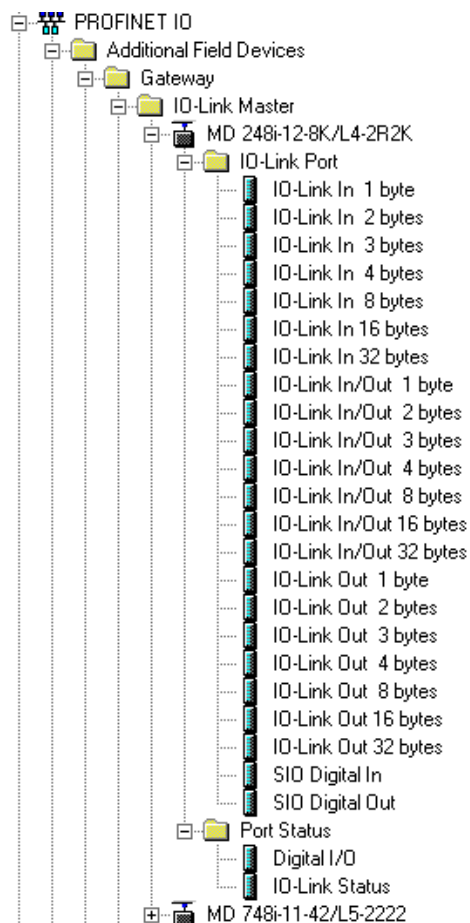 PROFINET IO
Additional Field Devices
Gateway
IO-Link Master
MD 248i-12-8K/L4-2R2K
IO-Link Port
IO-Link In  1 byte
IO-Link In  2 bytes
IO-Link In  3 bytes
IO-Link In  4 bytes
IO-Link In  8 bytes
IO-Link In 16 bytes
IO-Link In 32 bytes
IO-Link In/Out  1 byte
IO-Link In/Out  2 bytes
IO-Link In/Out  3 bytes
IO-Link In/Out  4 bytes
IO-Link In/Out  8 bytes
IO-Link In/Out 16 bytes
IO-Link In/Out 32 bytes
IO-Link Out  1 byte
IO-Link Out  2 bytes
IO-Link Out  3 bytes
IO-Link Out  4 bytes
IO-Link Out  8 bytes
IO-Link Out 16 bytes
IO-Link Out 32 bytes
SIO Digital In
SIO Digital Out
Port Status
Digital I/O
IO-Link Status
MD 748i-11-42/L5-2222